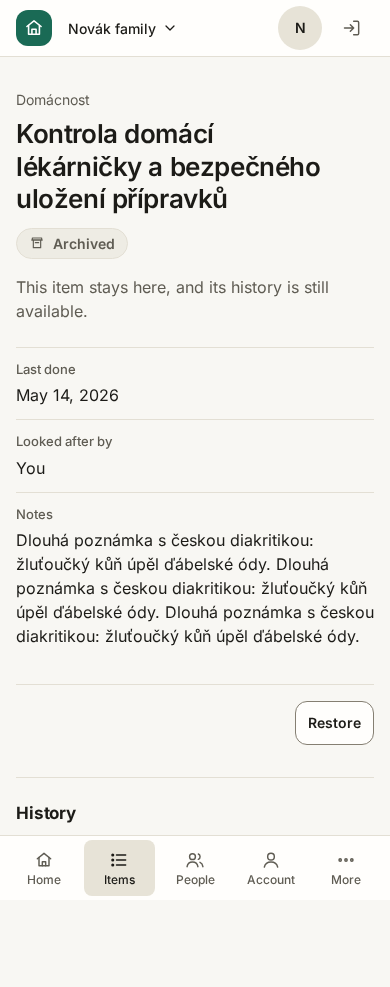 Novák family
N
Domácnost
Kontrola domácí
lékárničky a bezpečného
uložení přípravků
Archived
This item stays here, and its history is still
available.
Last done
May 14, 2026
Looked after by
You
Notes
Dlouhá poznámka s českou diakritikou:
žluťoučký kůň úpěl ďábelské ódy. Dlouhá
poznámka s českou diakritikou: žluťoučký kůň
úpěl ďábelské ódy. Dlouhá poznámka s českou
diakritikou: žluťoučký kůň úpěl ďábelské ódy.
Restore
History
Home
Items
People
Account
More